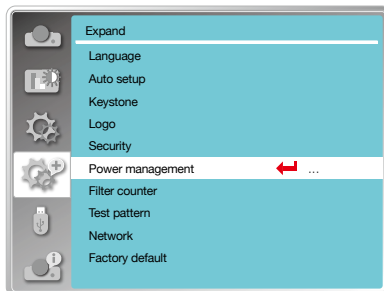 Expand
Language
Auto setup
Keystone
Logo
Security
Power management ...
Filter counter
Test pattern
Network
Factory default